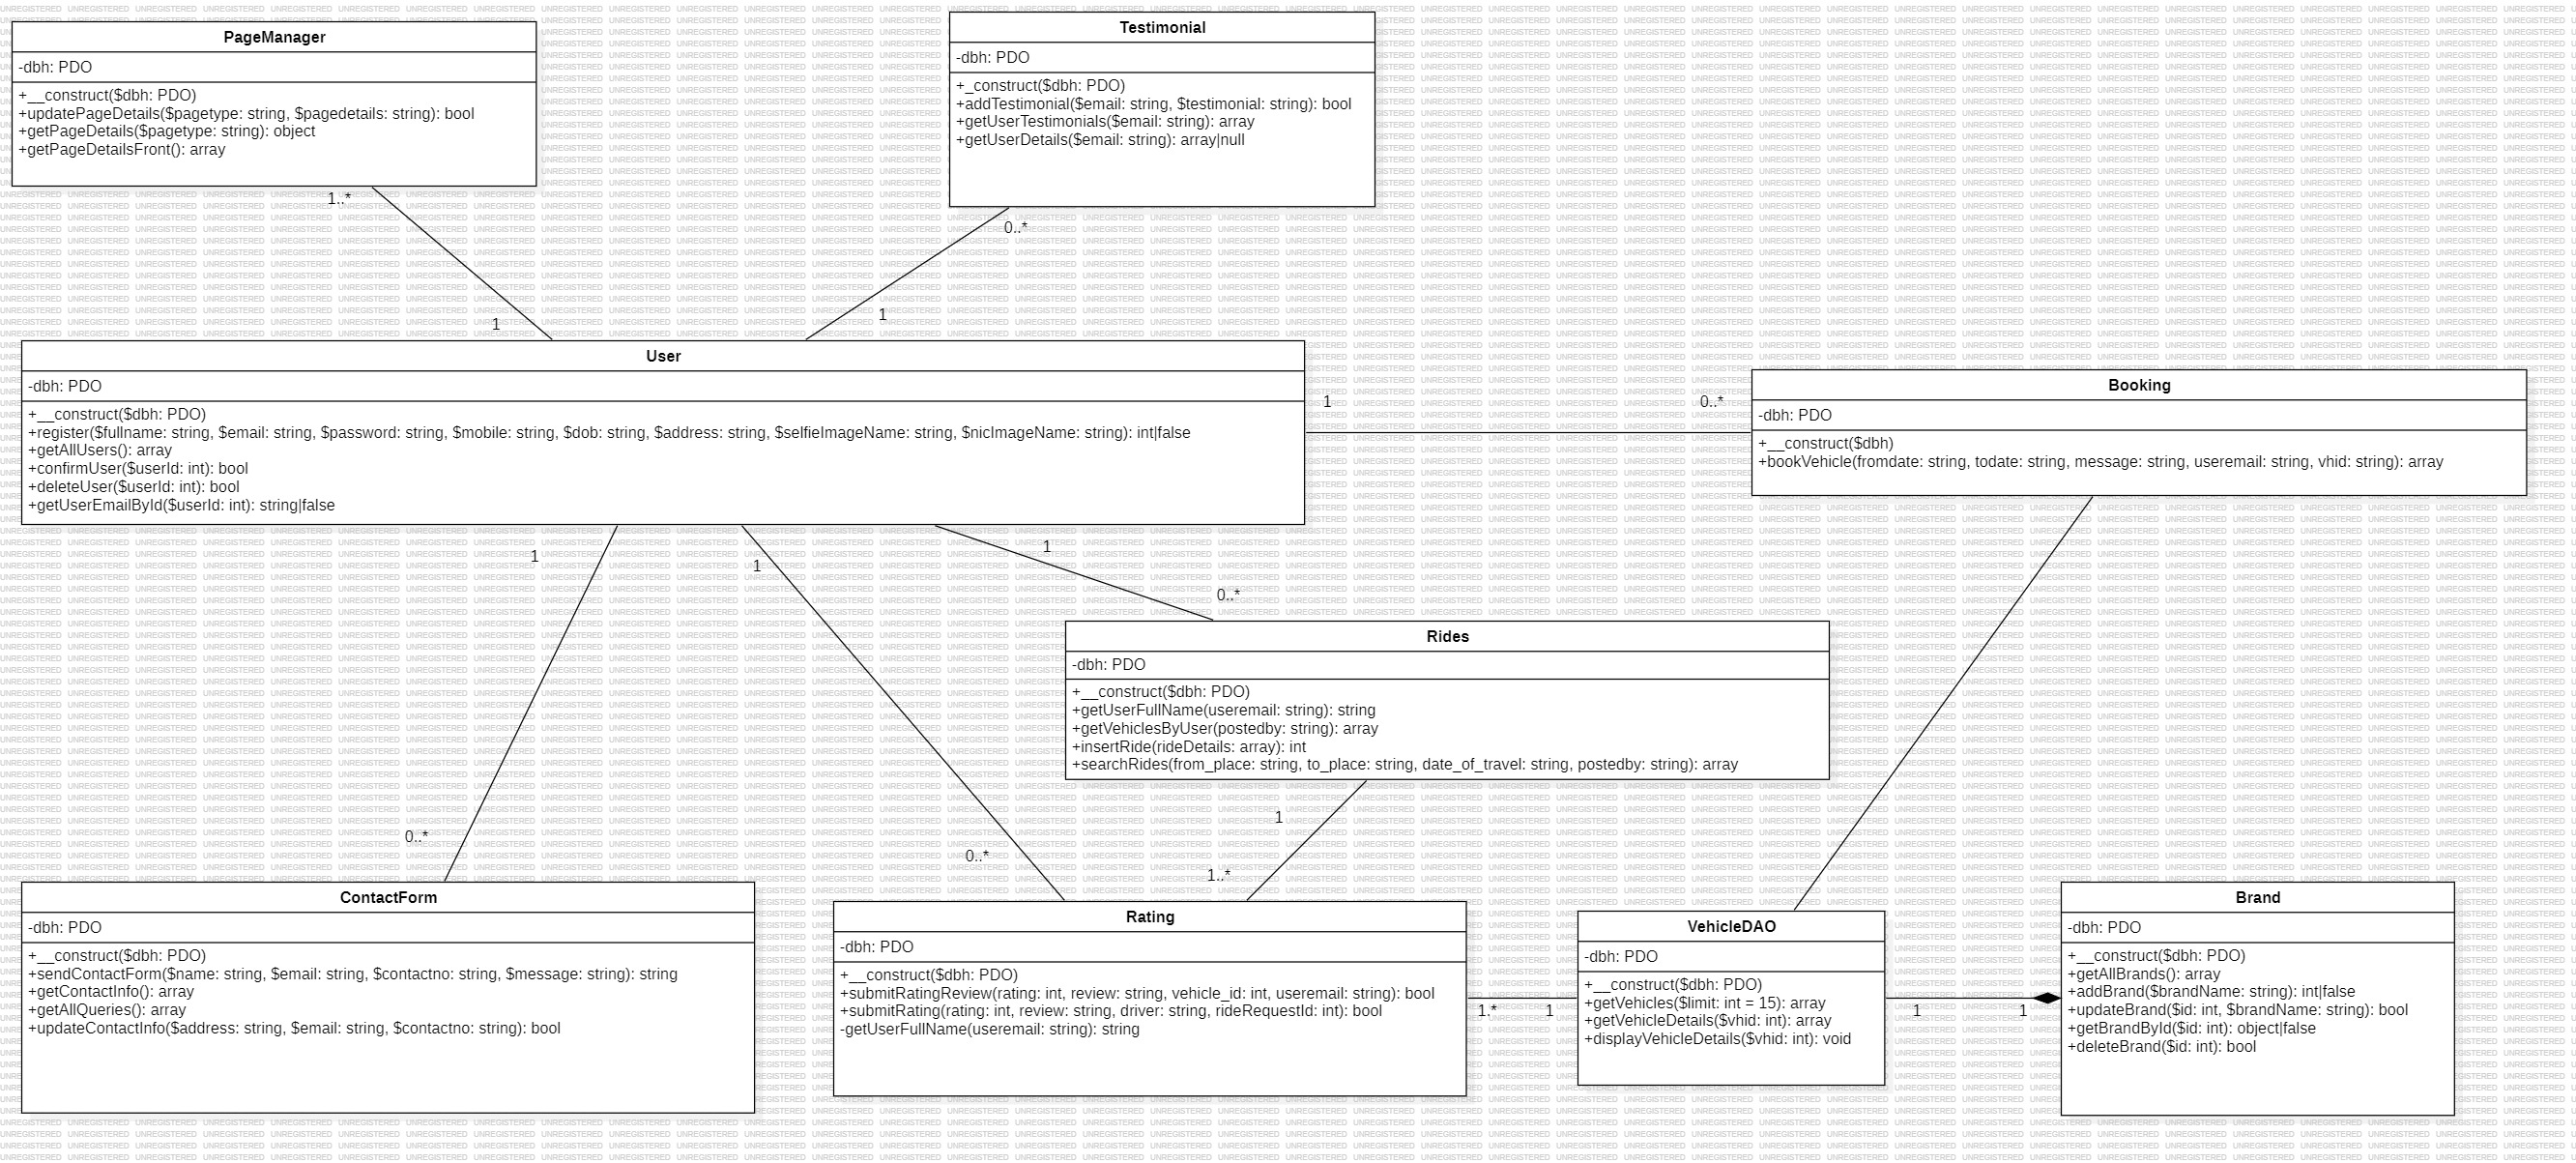 PageManager
-dbh: PDO
+__construct($dbh: PDO)
+updatePageDetails($pagetype: string, $pagedetails: string): bool
+getPageDetails($pagetype: string): object
+getPageDetailsFront(): array
Testimonial
-dbh: PDO
+_construct($dbh: PDO)
+addTestimonial($email: string, $testimonial: string): bool
+getUserTestimonials($email: string): array
+getUserDetails($email: string): array|null
1..*
0..*
1
1
User
-dbh: PDO
+__construct($dbh: PDO)
+register($fullname: string, $email: string, $password: string, $mobile: string, $dob: string, $address: string, $selfieImageName: string, $nicImageName: string): int|false
+getAllUsers(): array
+confirmUser($userId: int): bool
+deleteUser($userId: int): bool
+getUserEmailById($userId: int): string|false
1
0..*
Booking
-dbh: PDO
+__construct($dbh)
+bookVehicle(fromdate: string, todate: string, message: string, useremail: string, vhid: string): array
1
1
1
0..*
Rides
-dbh: PDO
+__construct($dbh: PDO)
+getUserFullName(useremail: string): string
+getVehiclesByUser(postedby: string): array
+insertRide(rideDetails: array): int
+searchRides(from_place: string, to_place: string, date_of_travel: string, postedby: string): array
1
0..*
0..*
1..*
ContactForm
-dbh: PDO
+__construct($dbh: PDO)
+sendContactForm($name: string, $email: string, $contactno: string, $message: string): string
+getContactInfo(): array
+getAllQueries(): array
+updateContactInfo($address: string, $email: string, $contactno: string): bool
Rating
-dbh: PDO
+__construct($dbh: PDO)
+submitRatingReview(rating: int, review: string, vehicle_id: int, useremail: string): bool
+submitRating(rating: int, review: string, driver: string, rideRequestId: int): bool
-getUserFullName(useremail: string): string
1.*
1
VehicleDAO
-dbh: PDO
+__construct($dbh: PDO)
+getVehicles($limit: int = 15): array
+getVehicleDetails($vhid: int): array
+displayVehicleDetails($vhid: int): void
1
1
Brand
-dbh: PDO
+__construct($dbh: PDO)
+getAllBrands(): array
+addBrand($brandName: string): int|false
+updateBrand($id: int, $brandName: string): bool
+getBrandById($id: int): object|false
+deleteBrand($id: int): bool
UNREGISTERED